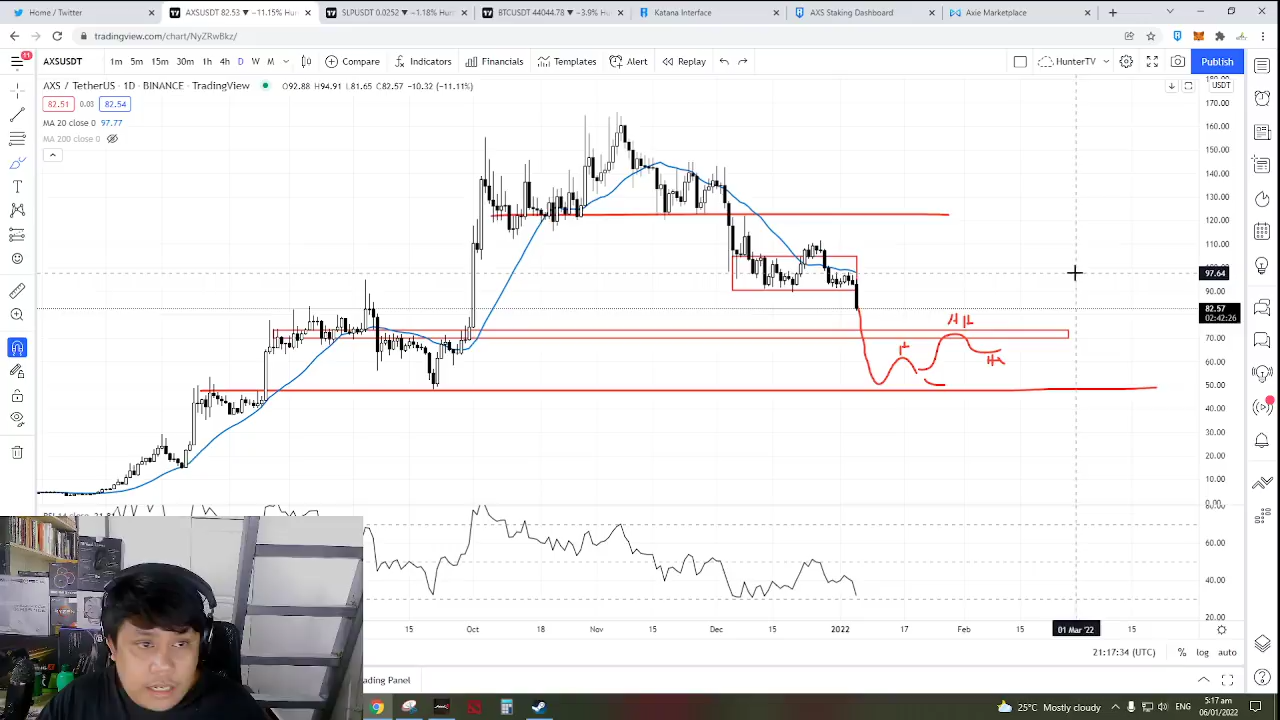 Home / Twitter
AXSUSDT 82.53 ▼ −11.15% Hun
SLPUSDT 0.0252 ▼ −1.18% Hunt
BTCUSDT 44044.78 ▼ −3.9% Hun
Katana Interface
AXS Staking Dashboard
Axie Marketplace
tradingview.com/chart/NyZRwBkz/
11
AXSUSDT
1m 5m 15m 30m 1h 4h D W M
Compare
Indicators
Financials
Templates
Alert
Replay
HunterTV
Publish
AXS / TetherUS · 1D · BINANCE · TradingView
O92.88 H94.91 L81.65 C82.57 −10.32 (−11.11%)
USDT
82.51 0.03 82.54
MA 20 close 0 97.77
MA 200 close 0
180.00
170.00
160.00
150.00
140.00
130.00
120.00
110.00
100.00
97.64
90.00
82.57
02:42:26
70.00
60.00
50.00
40.00
30.00
20.00
10.00
0.00
80.00
60.00
40.00
20.00
15 Oct 18 Nov 15 Dec 15 2022 17 Feb 15 01 Mar '22 15
21:17:34 (UTC)
% log auto
ading Panel
25°C Mostly cloudy
5:17 am
06/01/2022